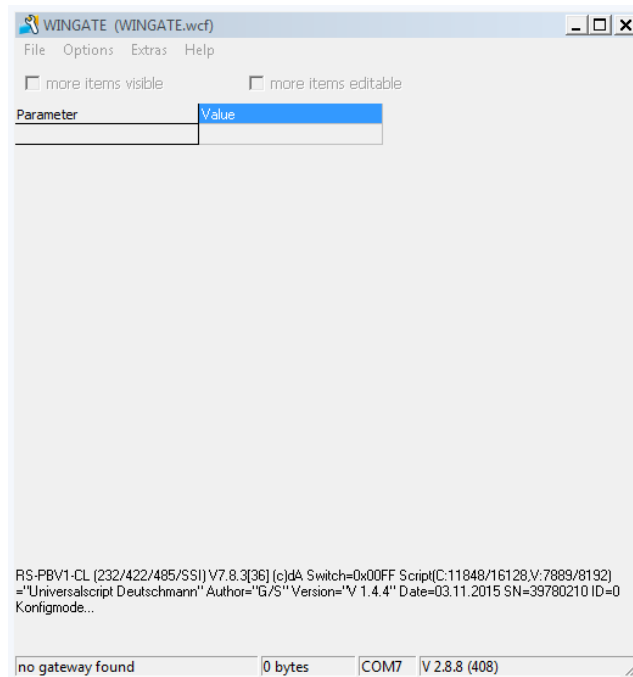 WINGATE (WINGATE.wcf)
File Options Extras Help
more items visible more items editable
Parameter Value
RS-PBV1-CL (232/422/485/SSI) V7.8.3[36] (c)dA Switch=0x00FF Script(C:11848/16128,V:7889/8192)
="Universalscript Deutschmann" Author="G/S" Version="V 1.4.4" Date=03.11.2015 SN=39780210 ID=0
Konfigmode...
no gateway found 0 bytes COM7 V 2.8.8 (408)